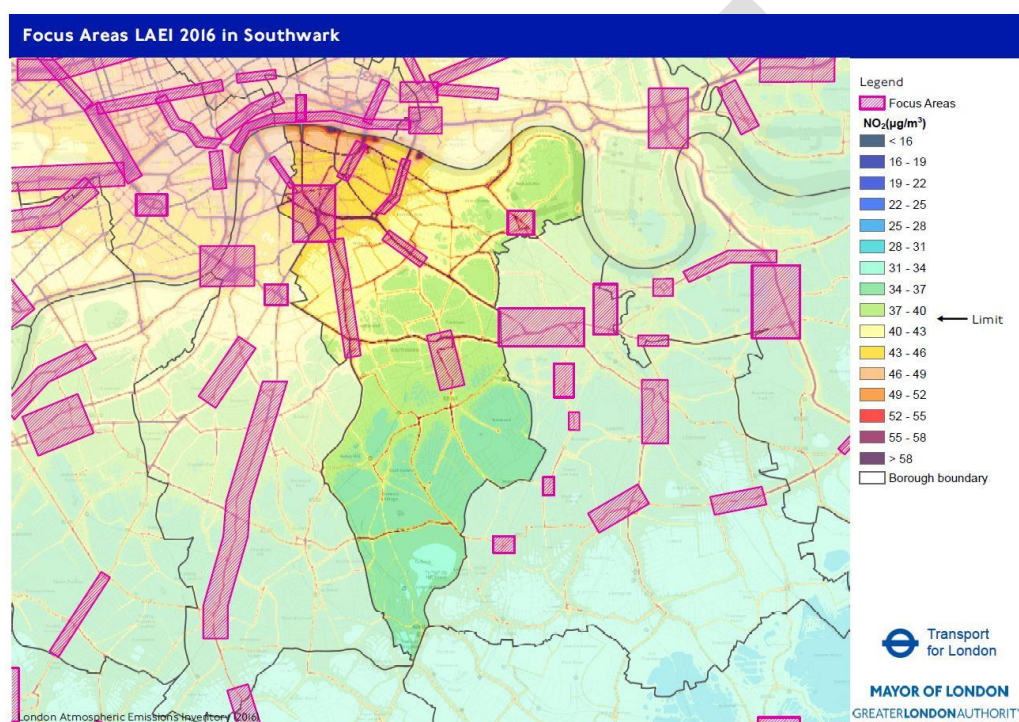 Focus Areas LAEI 2016 in Southwark
Legend
Focus Areas
NO₂(µg/m³)
< 16
16 - 19
19 - 22
22 - 25
25 - 28
28 - 31
31 - 34
34 - 37
37 - 40
Limit
40 - 43
43 - 46
46 - 49
49 - 52
52 - 55
55 - 58
> 58
Borough boundary
Transport
for London
MAYOR OF LONDON
GREATERLONDONAUTHORITY
London Atmospheric Emissions Inventory (2016)